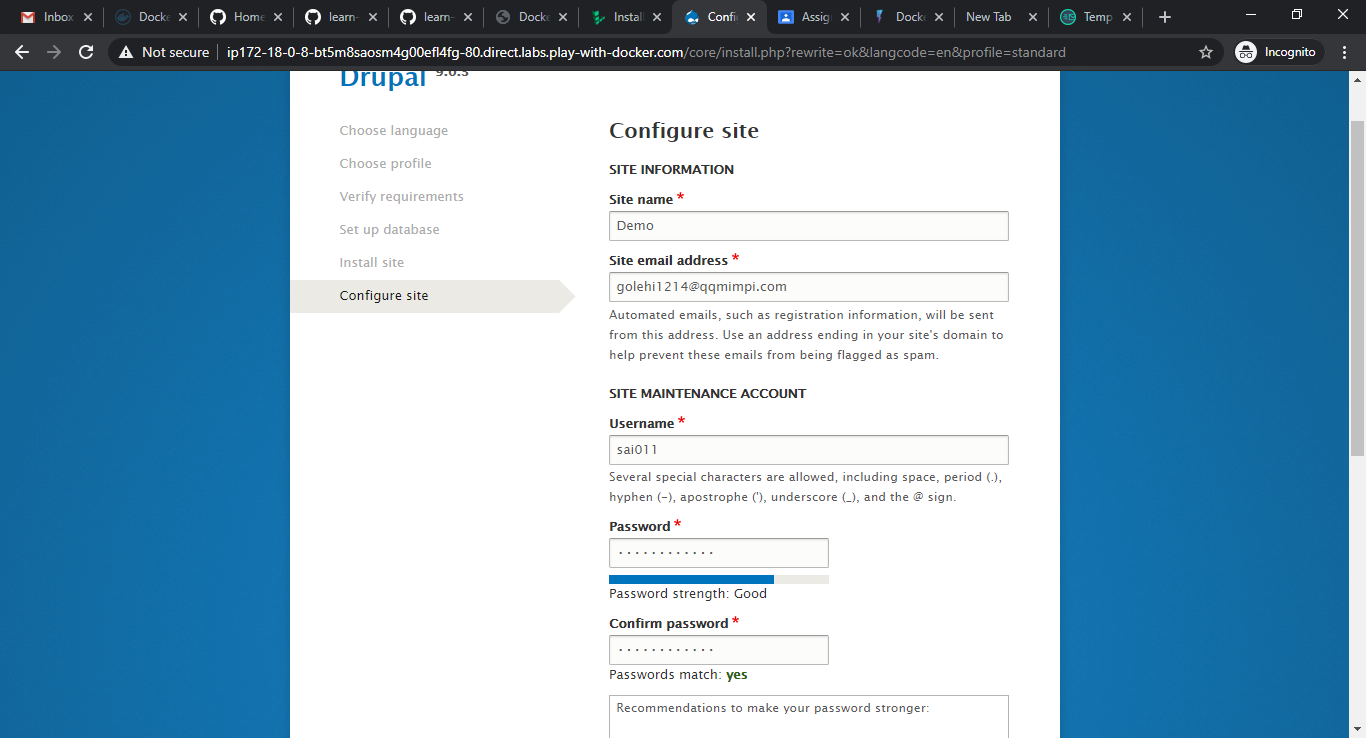 Inbox
Docke
Home
learn-
learn-
Docke
Install
Config
Assign
Docke
New Tab
Temp
Not secure
ip172-18-0-8-bt5m8saosm4g00efl4fg-80.direct.labs.play-with-docker.com/core/install.php?rewrite=ok&langcode=en&profile=standard
Incognito
Drupal 9.0.3
Choose language
Choose profile
Verify requirements
Set up database
Install site
Configure site
Configure site
SITE INFORMATION
Site name *
Demo
Site email address *
golehi1214@qqmimpi.com
Automated emails, such as registration information, will be sent
from this address. Use an address ending in your site's domain to
help prevent these emails from being flagged as spam.
SITE MAINTENANCE ACCOUNT
Username *
sai011
Several special characters are allowed, including space, period (.),
hyphen (-), apostrophe ('), underscore (_), and the @ sign.
Password *
············
Password strength: Good
Confirm password *
············
Passwords match: yes
Recommendations to make your password stronger: